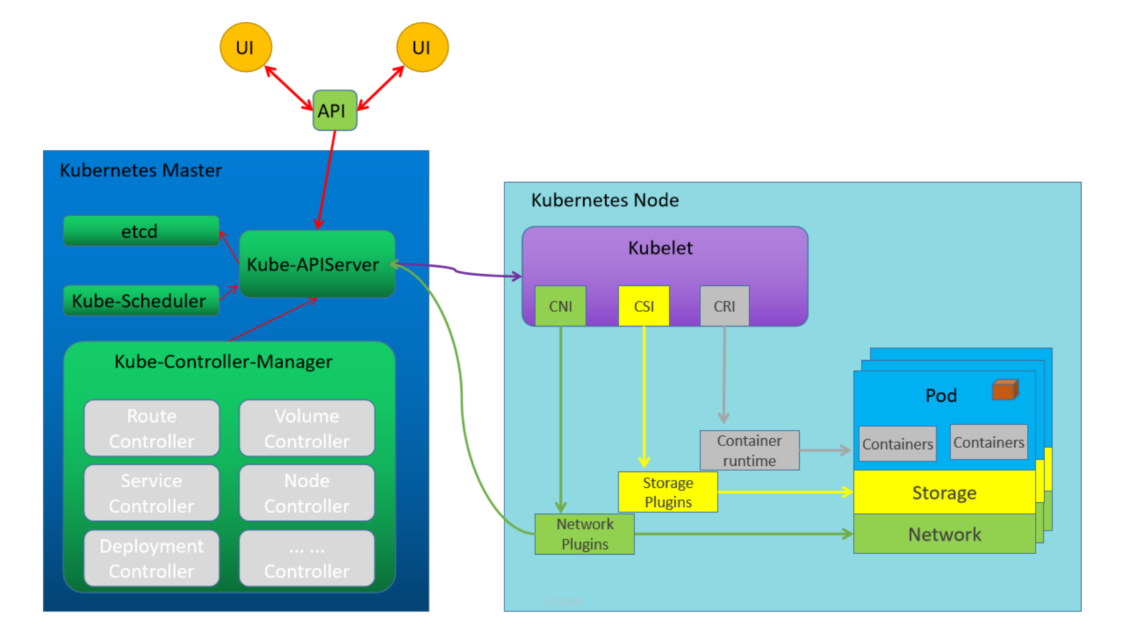 UI
UI
API
Kubernetes Master
etcd
Kube-APIServer
Kube-Scheduler
Kube-Controller-Manager
Route
Controller
Volume
Controller
Service
Controller
Node
Controller
Deployment
Controller
... ...
Controller
Kubernetes Node
Kubelet
CNI
CSI
CRI
Pod
Container
runtime
Containers
Containers
Storage
Plugins
Storage
Network
Plugins
Network